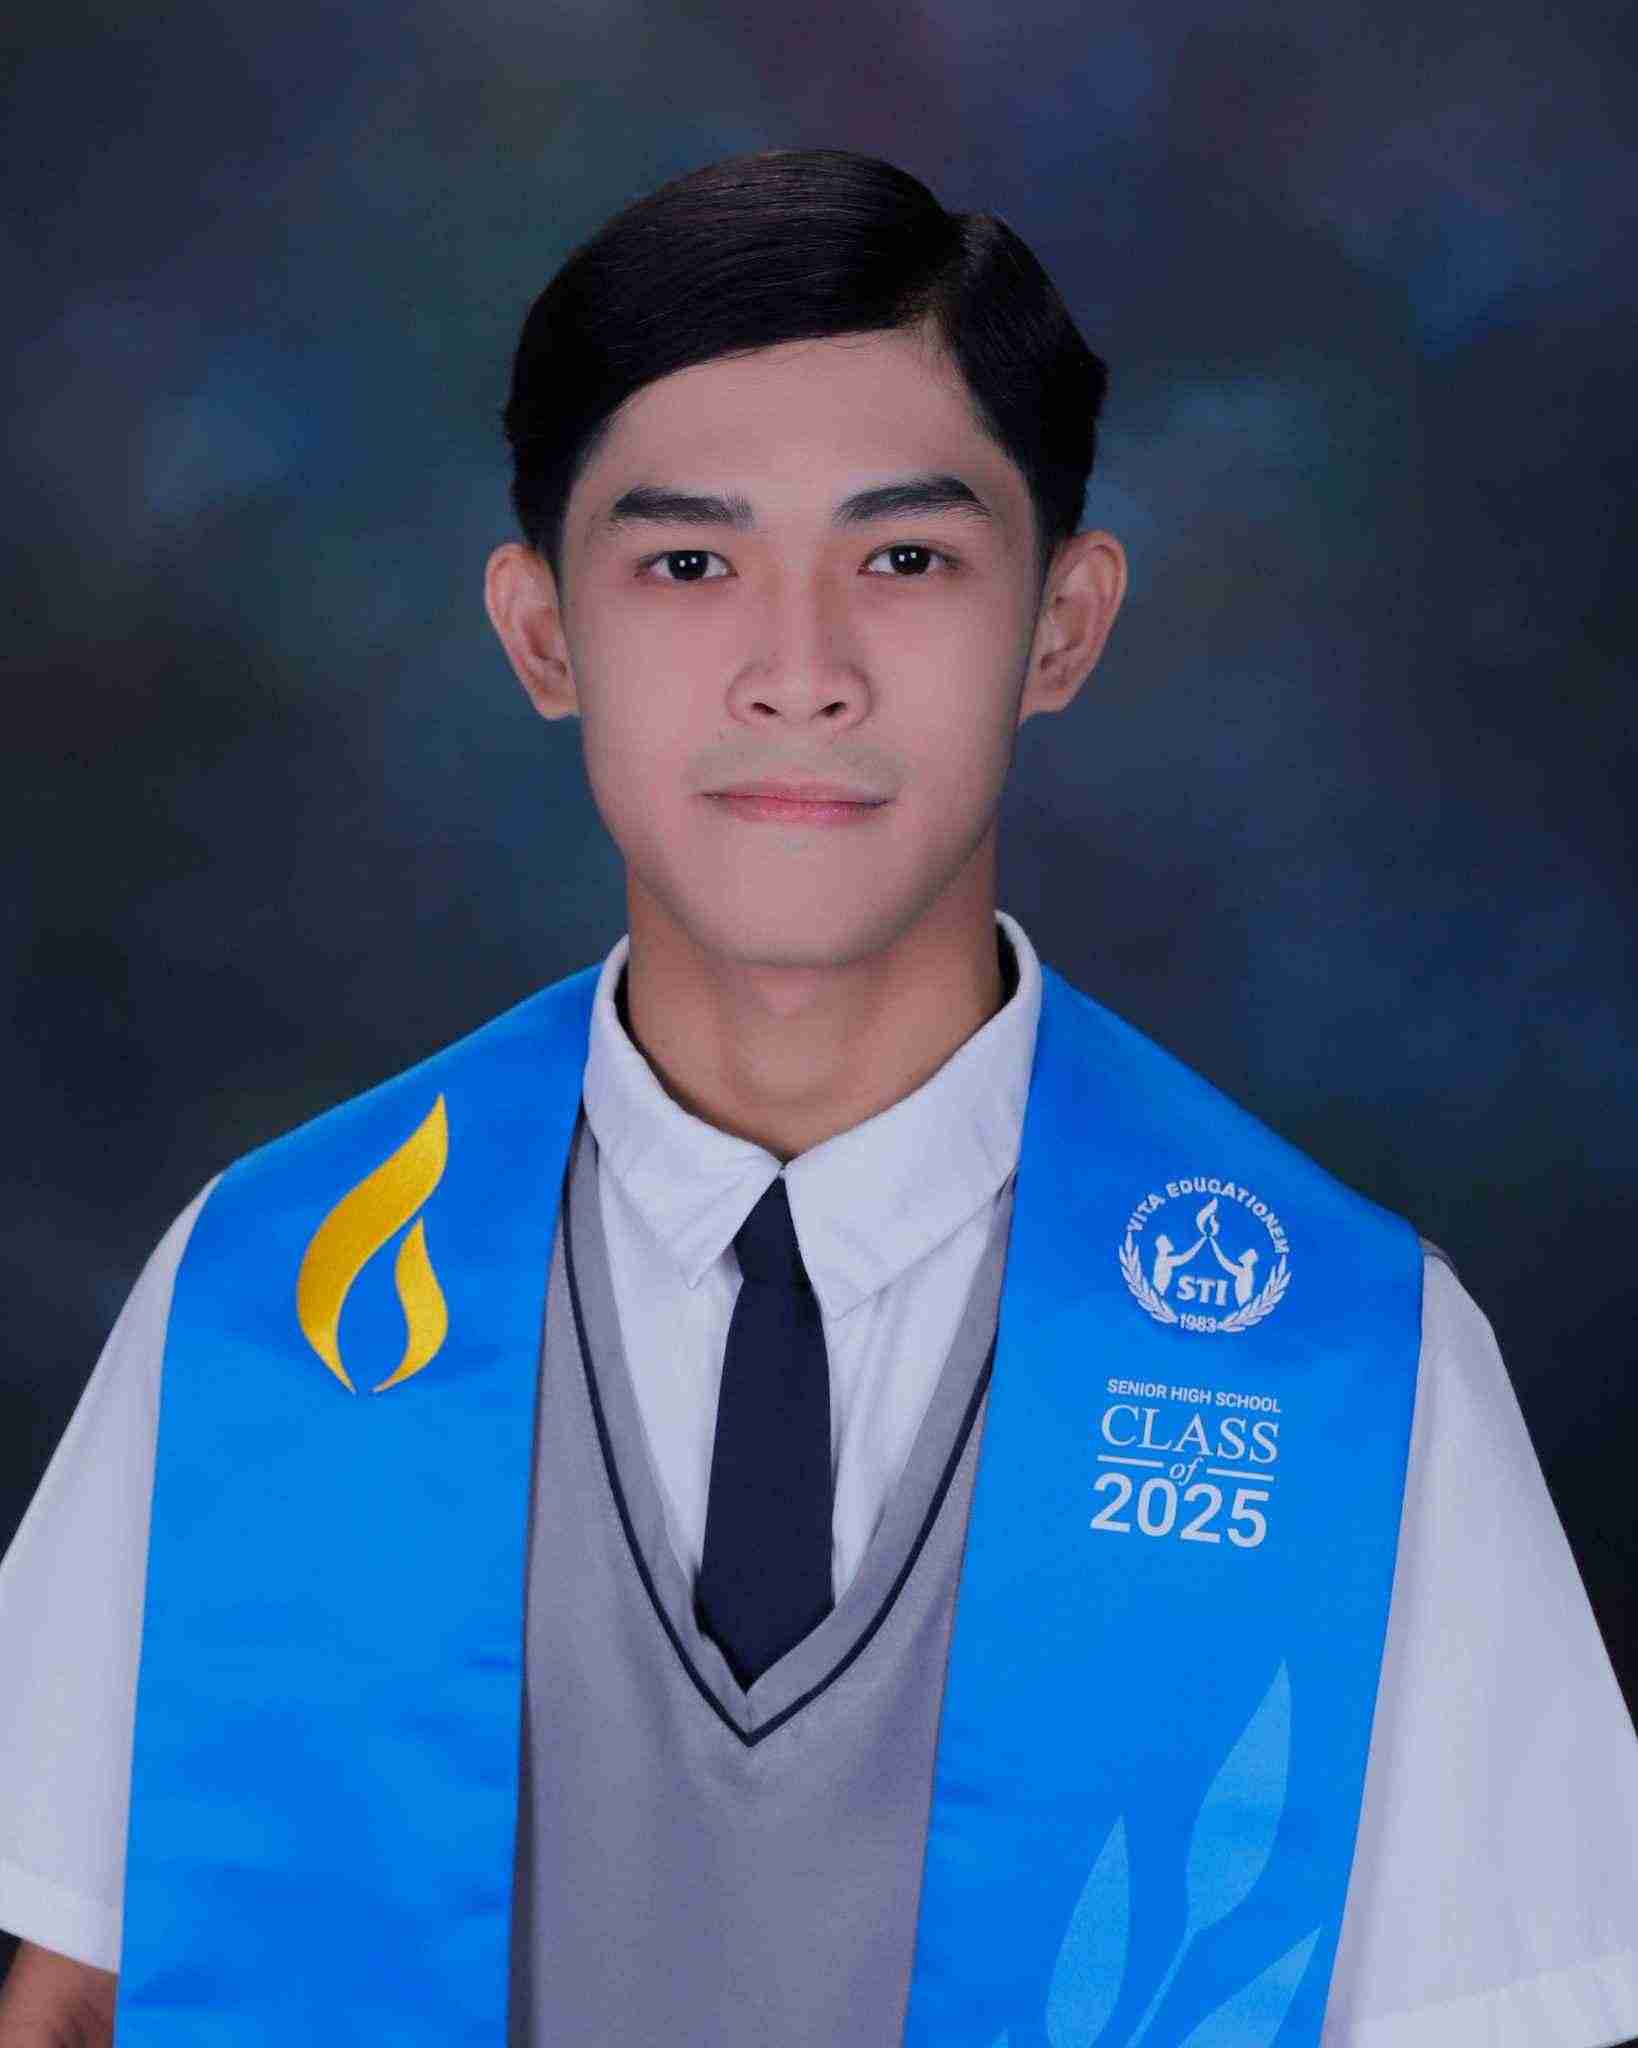 VITA EDUCATIONEM
STI
1983
SENIOR HIGH SCHOOL
CLASS
of
2025